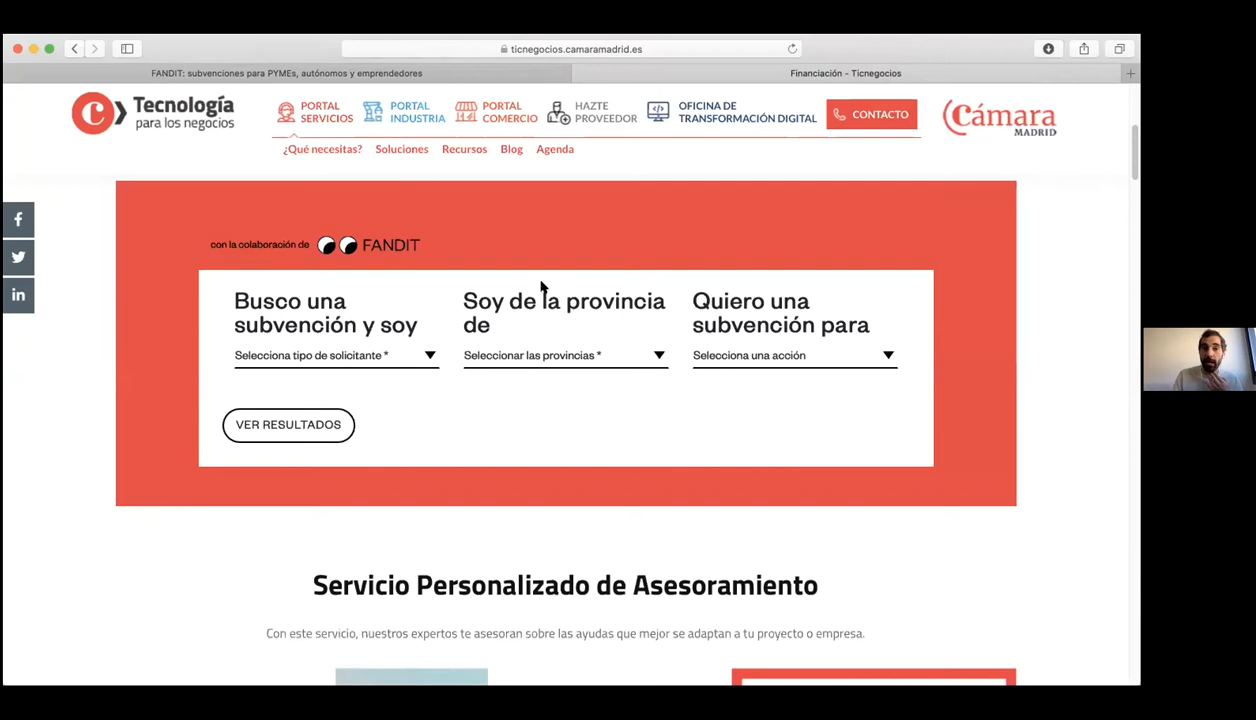 ticnegocios.camaramadrid.es
FANDIT: subvenciones para PYMEs, autónomos y emprendedores
Financiación - Ticnegocios
Tecnología
para los negocios
PORTAL
SERVICIOS
PORTAL
INDUSTRIA
PORTAL
COMERCIO
HAZTE
PROVEEDOR
OFICINA DE
TRANSFORMACIÓN DIGITAL
CONTACTO
Cámara
MADRID
¿Qué necesitas?
Soluciones
Recursos
Blog
Agenda
con la colaboración de
FANDIT
Busco una
subvención y soy
Selecciona tipo de solicitante *
Soy de la provincia
de
Seleccionar las provincias *
Quiero una
subvención para
Selecciona una acción
VER RESULTADOS
Servicio Personalizado de Asesoramiento
Con este servicio, nuestros expertos te asesoran sobre las ayudas que mejor se adaptan a tu proyecto o empresa.